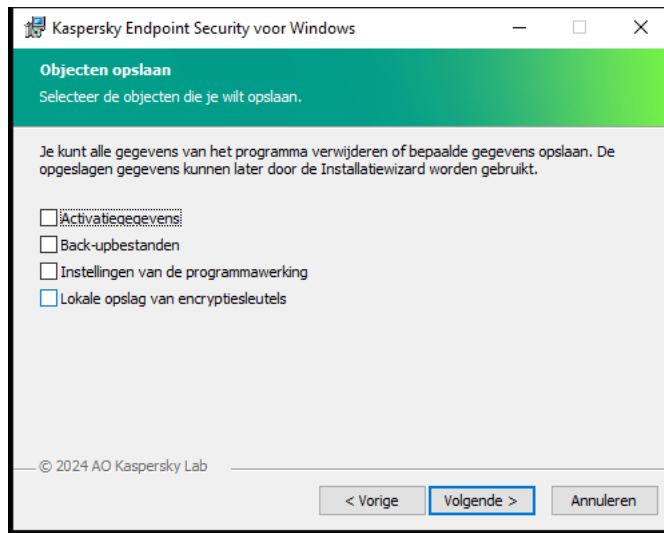 Kaspersky Endpoint Security voor Windows
Objecten opslaan
Selecteer de objecten die je wilt opslaan.
Je kunt alle gegevens van het programma verwijderen of bepaalde gegevens opslaan. De
opgeslagen gegevens kunnen later door de Installatiewizard worden gebruikt.
Activatiegegevens
Back-upbestanden
Instellingen van de programmawerking
Lokale opslag van encryptiesleutels
© 2024 AO Kaspersky Lab
< Vorige
Volgende >
Annuleren